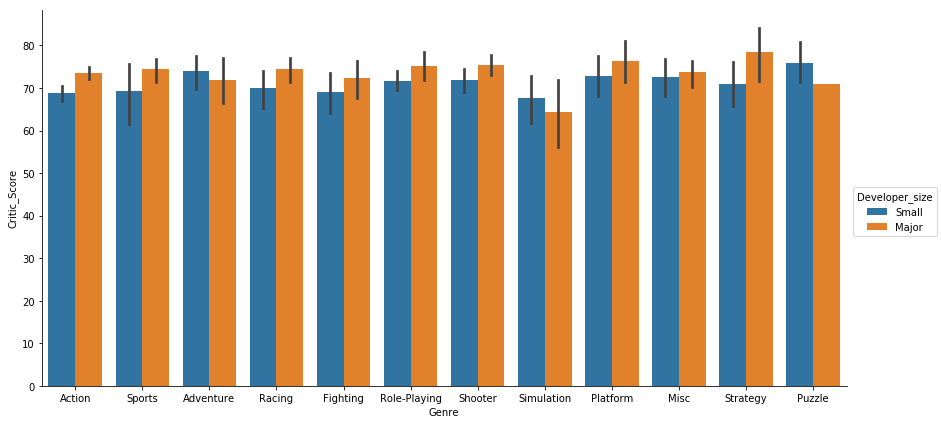 80
70
60
50
40
30
20
10
0
Critic_Score
Action Sports Adventure Racing Fighting Role-Playing Shooter Simulation Platform Misc Strategy Puzzle
Genre
Developer_size
Small
Major